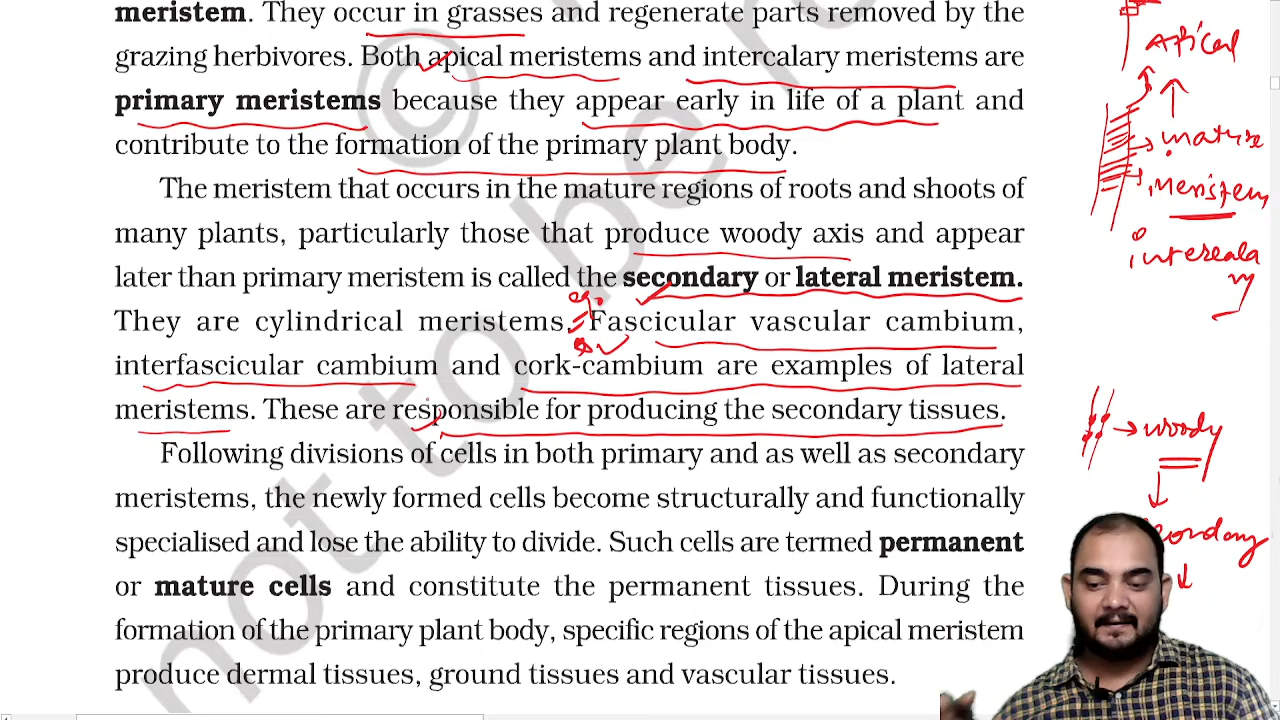 meristem. They occur in grasses and regenerate parts removed by the
grazing herbivores. Both apical meristems and intercalary meristems are
primary meristems because they appear early in life of a plant and
contribute to the formation of the primary plant body.
The meristem that occurs in the mature regions of roots and shoots of
many plants, particularly those that produce woody axis and appear
later than primary meristem is called the secondary or lateral meristem.
They are cylindrical meristems. Fascicular vascular cambium,
interfascicular cambium and cork-cambium are examples of lateral
meristems. These are responsible for producing the secondary tissues.
Following divisions of cells in both primary and as well as secondary
meristems, the newly formed cells become structurally and functionally
specialised and lose the ability to divide. Such cells are termed permanent
or mature cells and constitute the permanent tissues. During the
formation of the primary plant body, specific regions of the apical meristem
produce dermal tissues, ground tissues and vascular tissues.
Apical
mature
meristem
intercala
ry
eg.
woody
condary
© not to be r